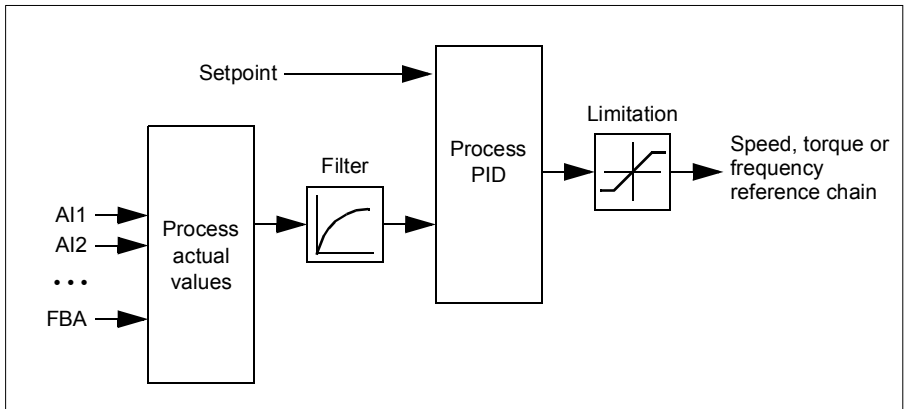 Setpoint
Process
PID
Limitation
Speed, torque or
frequency
reference chain
Filter
AI1
AI2
• • •
FBA
Process
actual
values